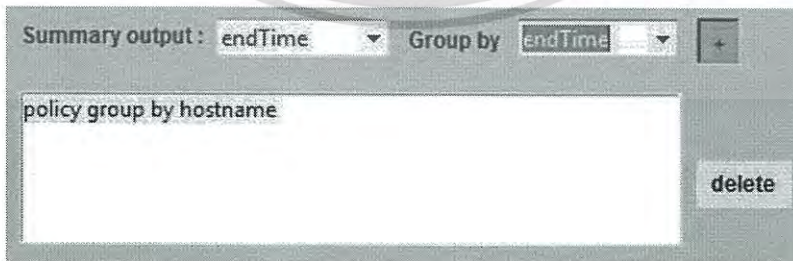 Summary output : endTime Group by endTime +
policy group by hostname
delete